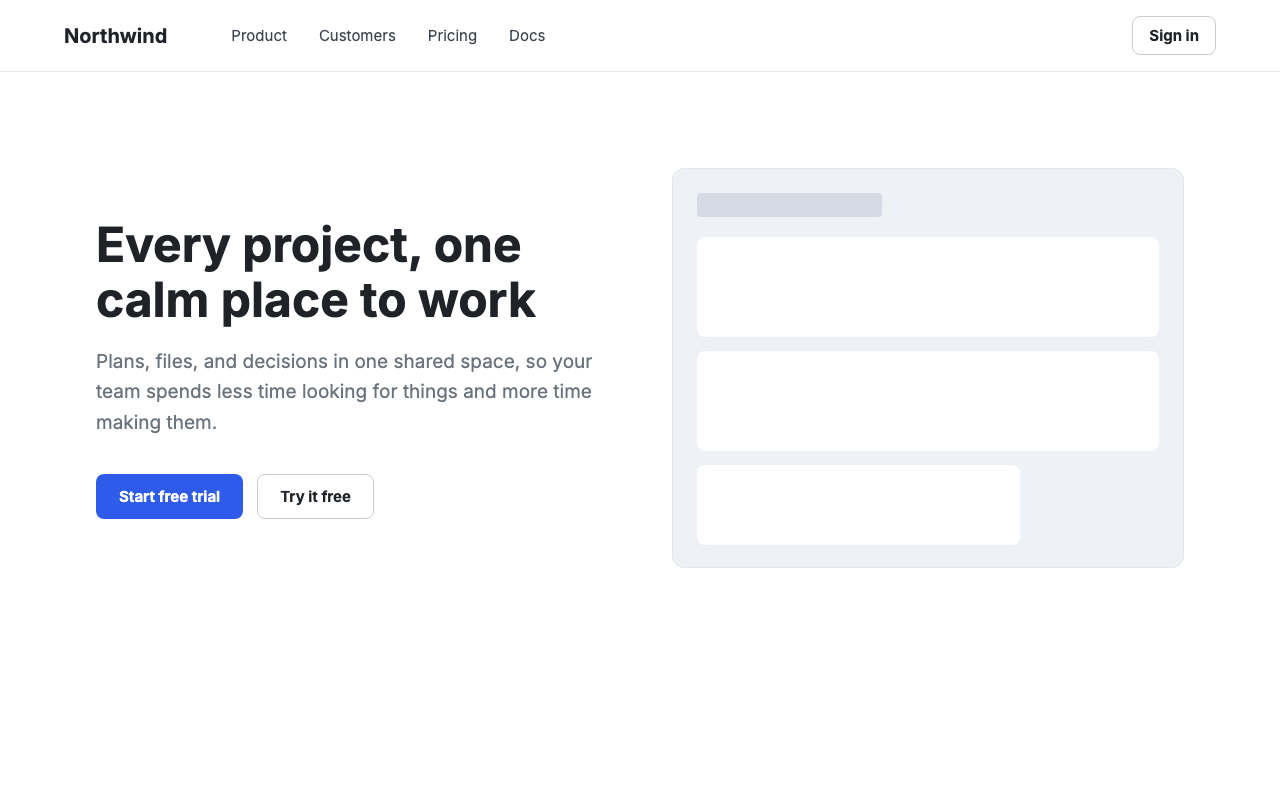 Northwind
Product
Customers
Pricing
Docs
Sign in
Every project, one
calm place to work
Plans, files, and decisions in one shared space, so your
team spends less time looking for things and more time
making them.
Start free trial
Try it free